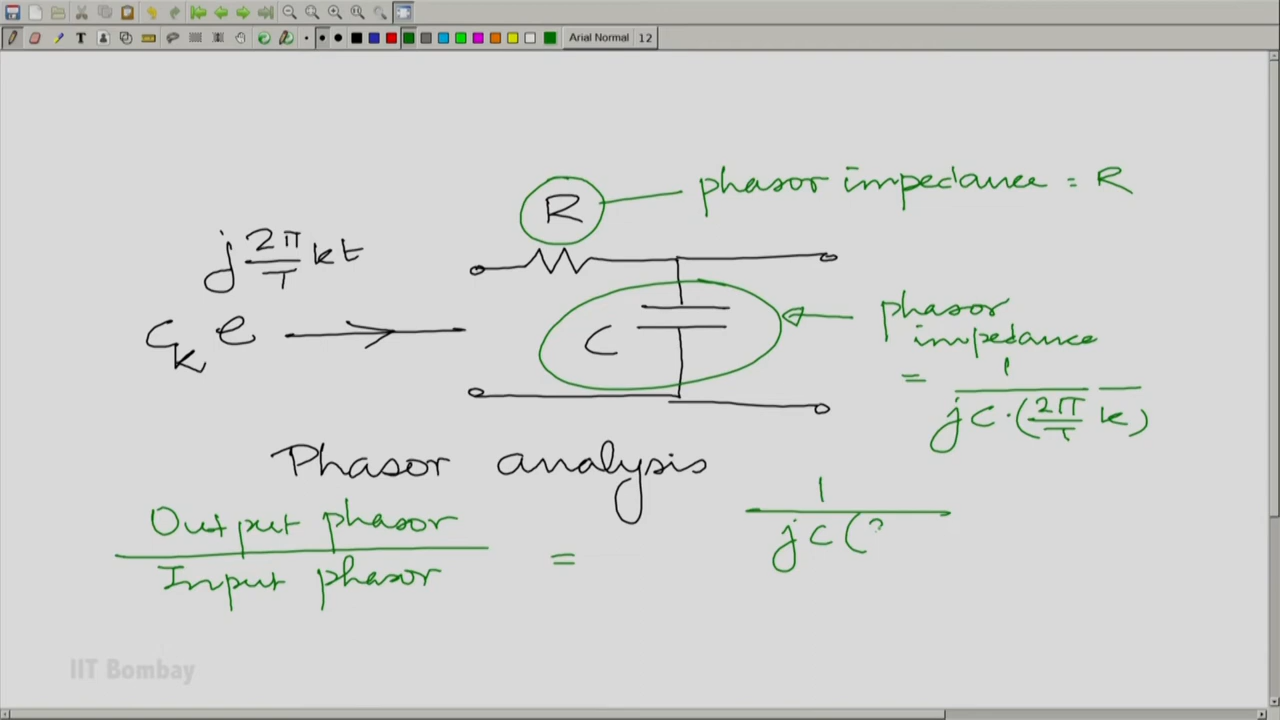 Arial Normal 12
R phasor impedance = R
j 2π/T kt
C_k e
C
phasor
impedance
= 1 / jC·(2π/T k)
Phasor analysis
Output phasor / Input phasor = 1 / jC(2
IIT Bombay